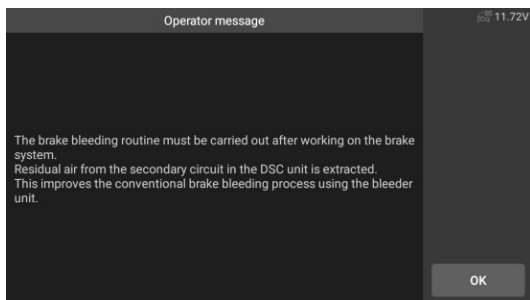 Operator message
11.72V
The brake bleeding routine must be carried out after working on the brake
system.
Residual air from the secondary circuit in the DSC unit is extracted.
This improves the conventional brake bleeding process using the bleeder
unit.
OK